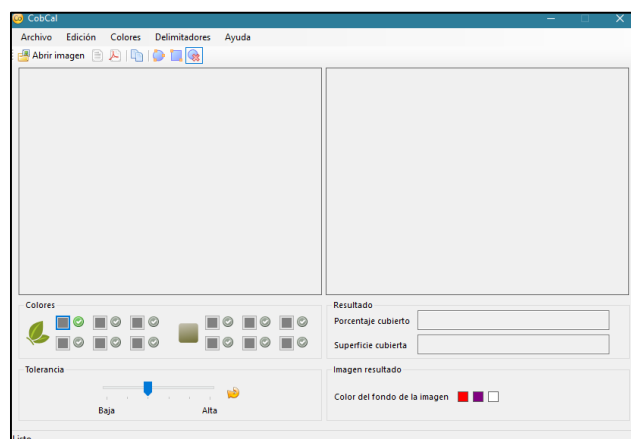 CobCal
Archivo Edición Colores Delimitadores Ayuda
Abrir imagen
Colores
Resultado
Porcentaje cubierto
Superficie cubierta
Tolerancia
Baja Alta
Imagen resultado
Color del fondo de la imagen
Listo